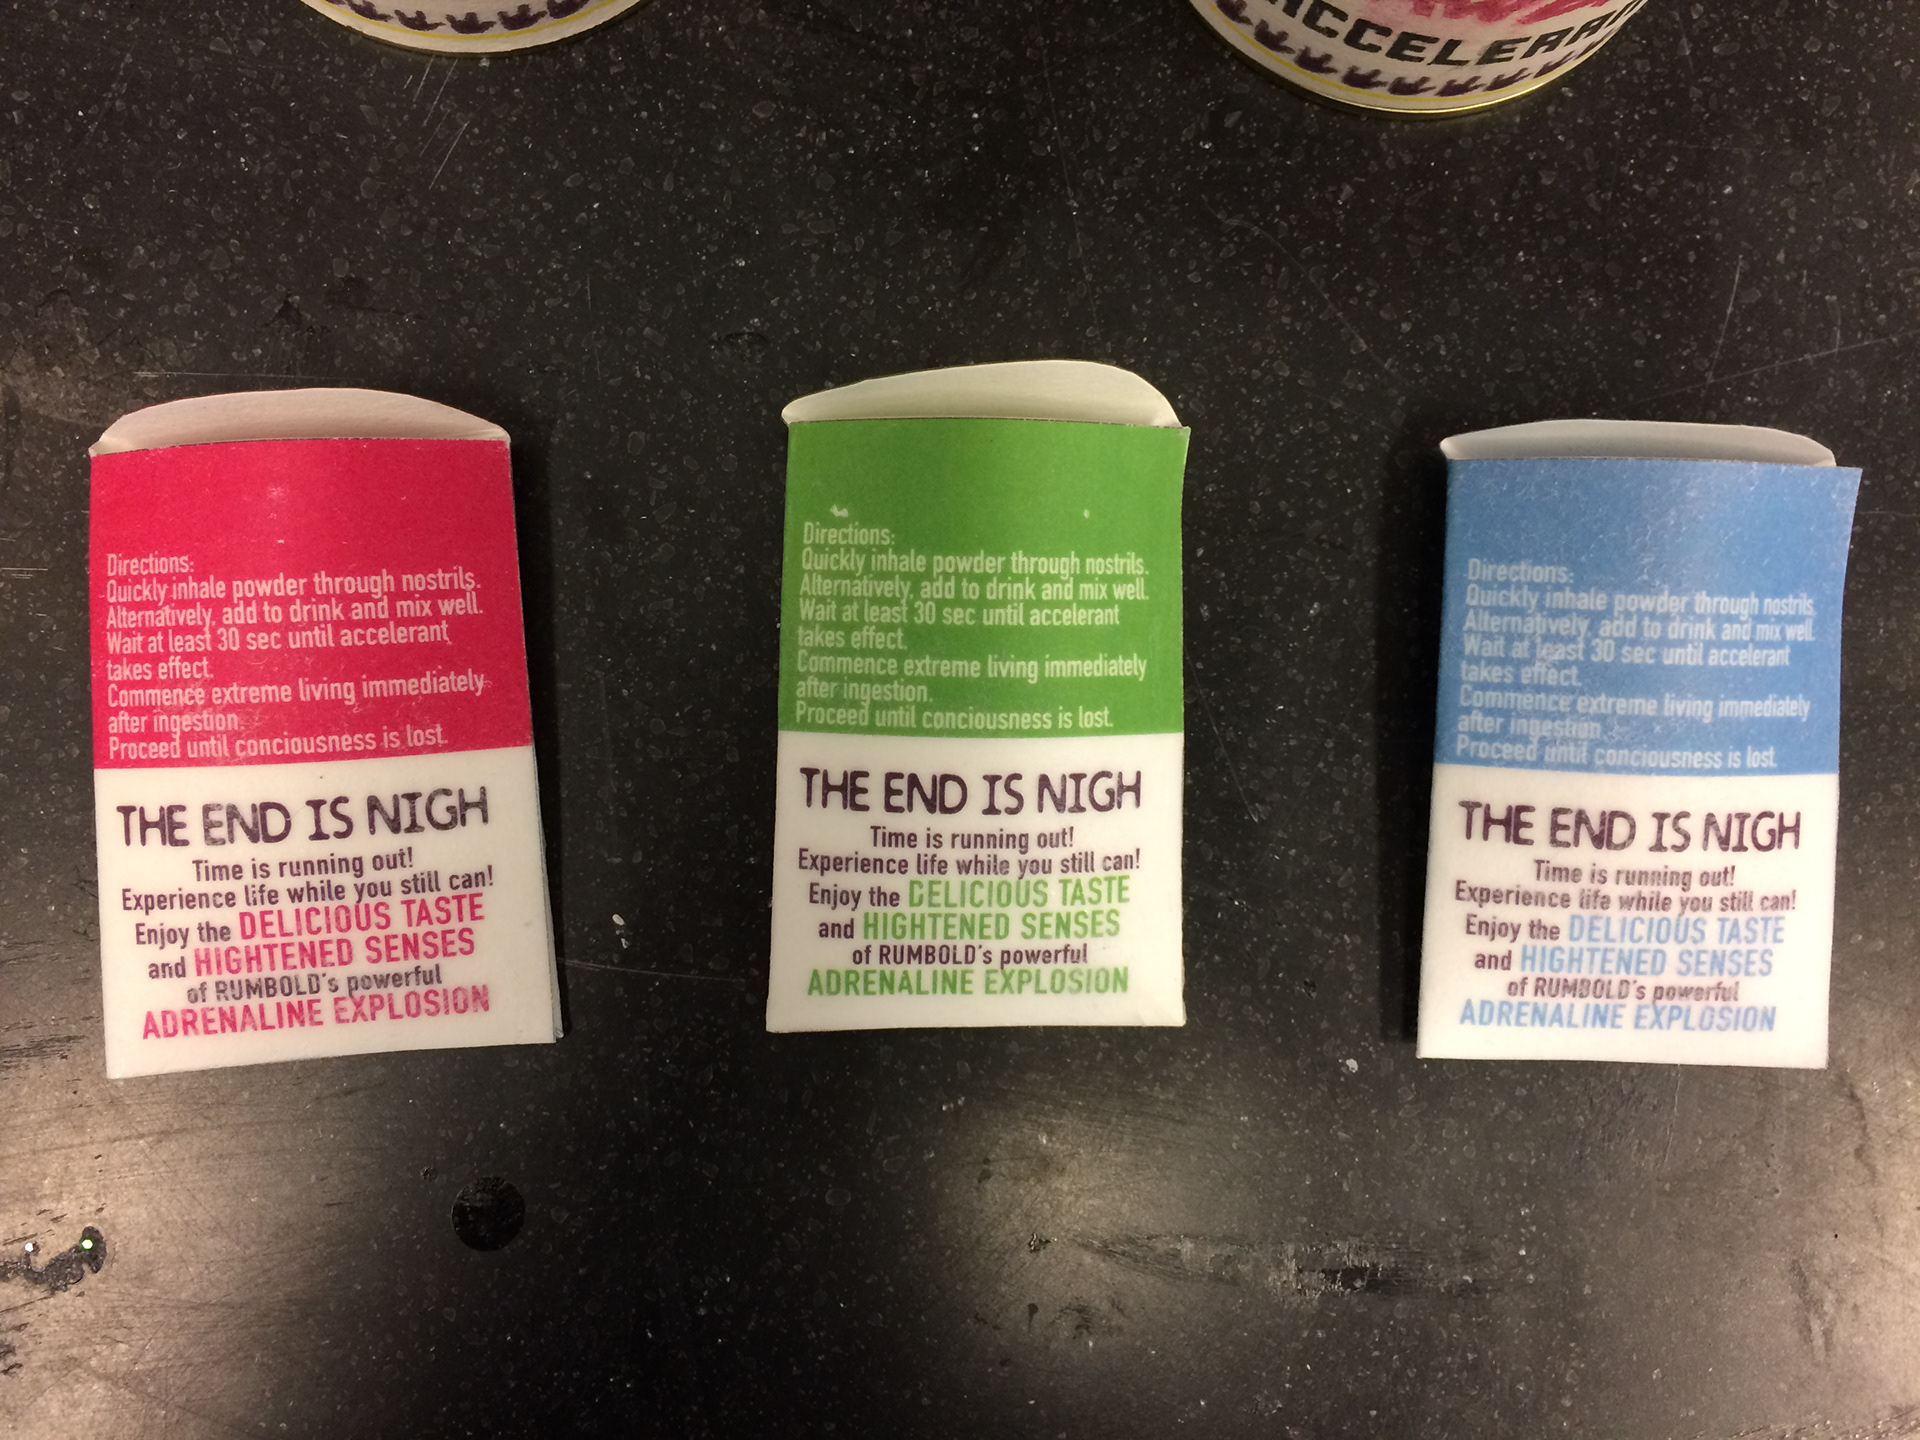 ACCELERA
Directions:
Quickly inhale powder through nostrils.
Alternatively, add to drink and mix well.
Wait at least 30 sec until accelerant
takes effect.
Commence extreme living immediately
after ingestion.
Proceed until conciousness is lost.
THE END IS NIGH
Time is running out!
Experience life while you still can!
Enjoy the DELICIOUS TASTE
and HIGHTENED SENSES
of RUMBOLD's powerful
ADRENALINE EXPLOSION
Directions:
Quickly inhale powder through nostrils.
Alternatively, add to drink and mix well.
Wait at least 30 sec until accelerant
takes effect.
Commence extreme living immediately
after ingestion.
Proceed until conciousness is lost.
THE END IS NIGH
Time is running out!
Experience life while you still can!
Enjoy the DELICIOUS TASTE
and HIGHTENED SENSES
of RUMBOLD's powerful
ADRENALINE EXPLOSION
Directions:
Quickly inhale powder through nostrils.
Alternatively, add to drink and mix well.
Wait at least 30 sec until accelerant
takes effect.
Commence extreme living immediately
after ingestion.
Proceed until conciousness is lost.
THE END IS NIGH
Time is running out!
Experience life while you still can!
Enjoy the DELICIOUS TASTE
and HIGHTENED SENSES
of RUMBOLD's powerful
ADRENALINE EXPLOSION